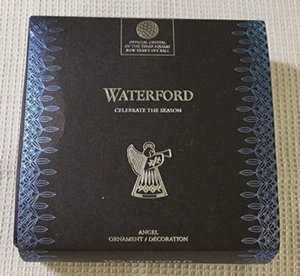 OFFICIAL CRYSTAL
OF THE TIMES SQUARE
NEW YEAR'S EVE BALL
WATERFORD
CELEBRATE THE SEASON
ANGEL
ORNAMENT / DÉCORATION